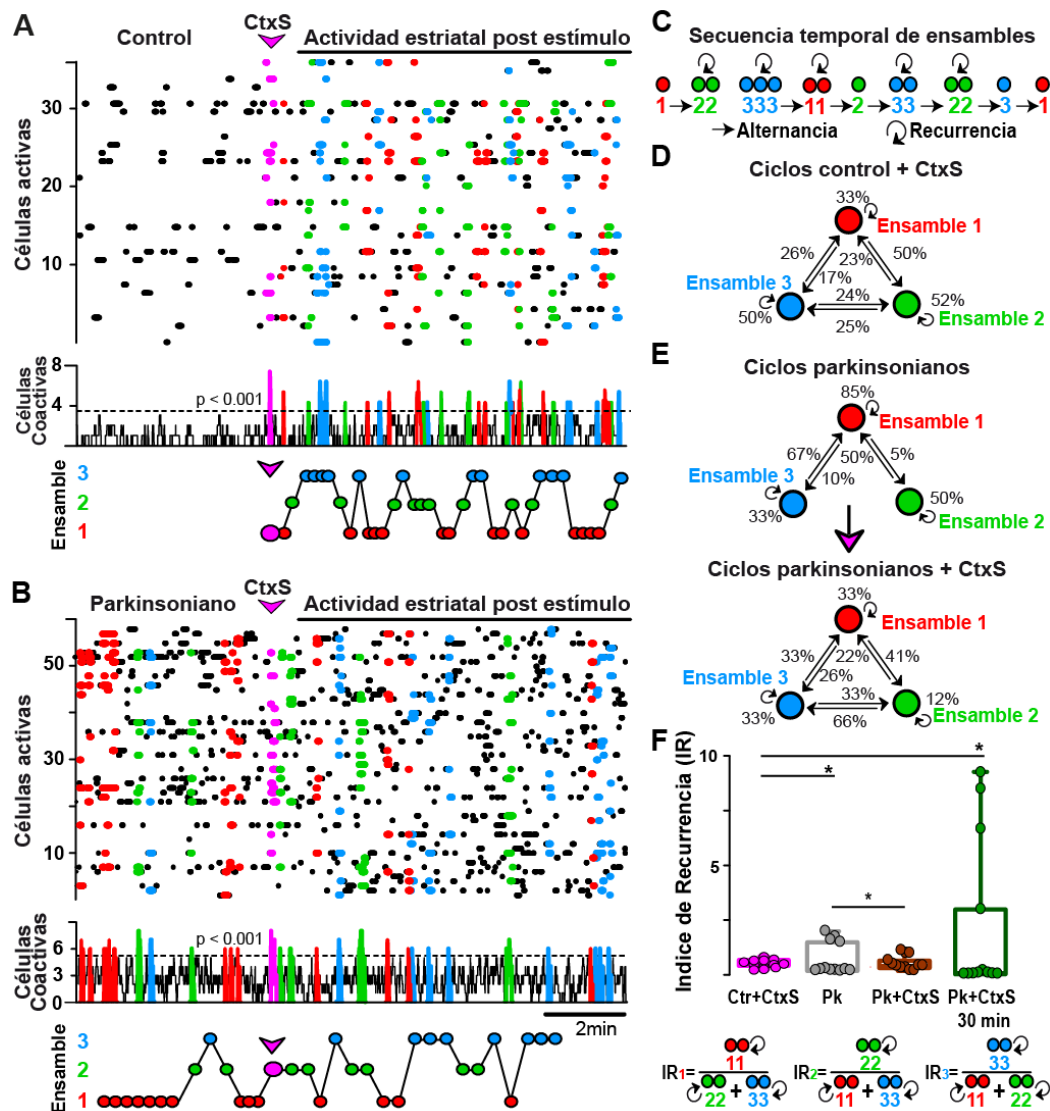 A
CtxS
Control
Actividad estriatal post estímulo
Células activas
30
20
10
Células
Coactivas
8
4
p < 0.001
Ensamble
3
2
1
B
CtxS
Parkinsoniano
Actividad estriatal post estímulo
Células activas
50
30
10
Células
Coactivas
6
3
0
p < 0.001
2min
Ensamble
3
2
1
C
Secuencia temporal de ensambles
1 22 333 11 2 33 22 3 1
Alternancia Recurrencia
D
Ciclos control + CtxS
33%
Ensamble 1
26% 23% 50%
17%
Ensamble 3
24%
52%
50%
Ensamble 2
25%
E
Ciclos parkinsonianos
85%
Ensamble 1
67% 50% 5%
10%
Ensamble 3
50%
33%
Ensamble 2
Ciclos parkinsonianos + CtxS
33%
Ensamble 1
33% 22% 41%
26%
Ensamble 3
33%
12%
33%
Ensamble 2
66%
F
Indice de Recurrencia (IR)
10
5
*
*
*
Ctr+CtxS Pk Pk+CtxS Pk+CtxS
30 min
IR1= 11 / 22 + 33
IR2= 22 / 11 + 33
IR3= 33 / 11 + 22